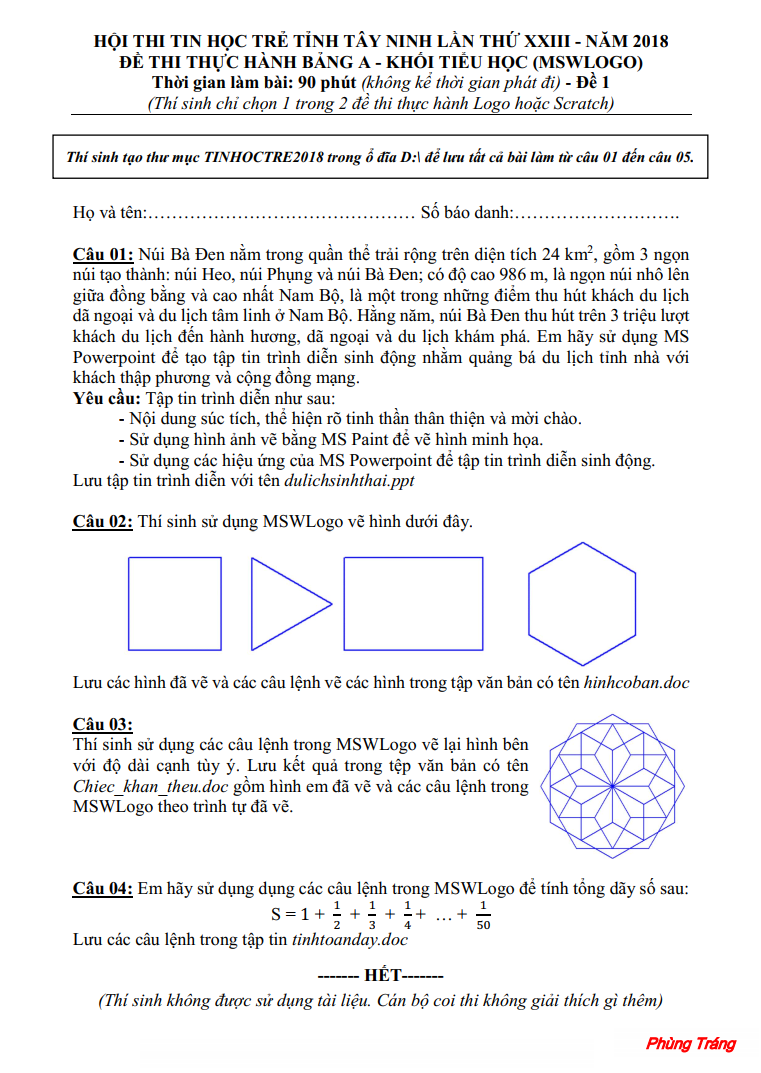 HỘI THI TIN HỌC TRẺ TỈNH TÂY NINH LẦN THỨ XXIII - NĂM 2018
ĐỀ THI THỰC HÀNH BẢNG A - KHỐI TIỂU HỌC (MSWLOGO)
Thời gian làm bài: 90 phút (không kể thời gian phát đi) - Đề 1
(Thí sinh chỉ chọn 1 trong 2 đề thi thực hành Logo hoặc Scratch)
Thí sinh tạo thư mục TINHOCTRE2018 trong ổ đĩa D:\ để lưu tất cả bài làm từ câu 01 đến câu 05.
Họ và tên:……………………………………… Số báo danh:……………………….
Câu 01: Núi Bà Đen nằm trong quần thể trải rộng trên diện tích 24 km², gồm 3 ngọn
núi tạo thành: núi Heo, núi Phụng và núi Bà Đen; có độ cao 986 m, là ngọn núi nhô lên
giữa đồng bằng và cao nhất Nam Bộ, là một trong những điểm thu hút khách du lịch
dã ngoại và du lịch tâm linh ở Nam Bộ. Hằng năm, núi Bà Đen thu hút trên 3 triệu lượt
khách du lịch đến hành hương, dã ngoại và du lịch khám phá. Em hãy sử dụng MS
Powerpoint để tạo tập tin trình diễn sinh động nhằm quảng bá du lịch tỉnh nhà với
khách thập phương và cộng đồng mạng.
Yêu cầu: Tập tin trình diễn như sau:
- Nội dung súc tích, thể hiện rõ tinh thần thân thiện và mời chào.
- Sử dụng hình ảnh vẽ bằng MS Paint để vẽ hình minh họa.
- Sử dụng các hiệu ứng của MS Powerpoint để tập tin trình diễn sinh động.
Lưu tập tin trình diễn với tên dulichsinhthai.ppt
Câu 02: Thí sinh sử dụng MSWLogo vẽ hình dưới đây.
Lưu các hình đã vẽ và các câu lệnh vẽ các hình trong tập văn bản có tên hinhcoban.doc
Câu 03:
Thí sinh sử dụng các câu lệnh trong MSWLogo vẽ lại hình bên
với độ dài cạnh tùy ý. Lưu kết quả trong tệp văn bản có tên
Chiec_khan_theu.doc gồm hình em đã vẽ và các câu lệnh trong
MSWLogo theo trình tự đã vẽ.
Câu 04: Em hãy sử dụng dụng các câu lệnh trong MSWLogo để tính tổng dãy số sau:
S = 1 + 1/2 + 1/3 + 1/4 + … + 1/50
Lưu các câu lệnh trong tập tin tinhtoanday.doc
------- HẾT-------
(Thí sinh không được sử dụng tài liệu. Cán bộ coi thi không giải thích gì thêm)
Phùng Tráng